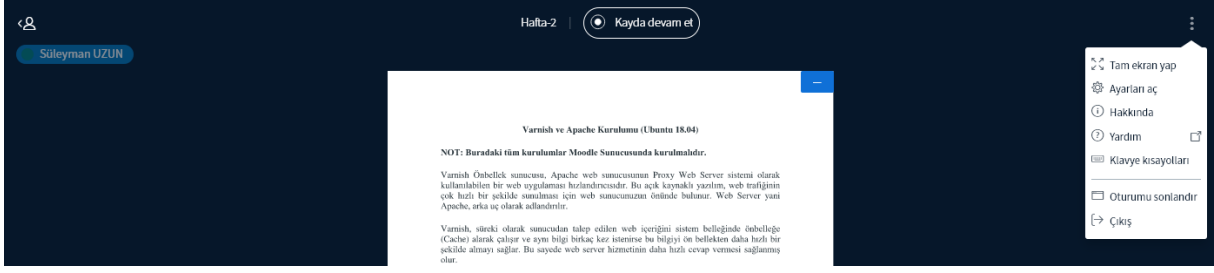 Hafta-2
Kayda devam et
Süleyman UZUN
Tam ekran yap
Ayarları aç
Hakkında
Yardım
Klavye kısayolları
Oturumu sonlandır
Çıkış
Varnish ve Apache Kurulumu (Ubuntu 18.04)
NOT: Buradaki tüm kurulumlar Moodle Sunucusunda kurulmalıdır.
Varnish Önbellek sunucusu, Apache web sunucusunun Proxy Web Server sistemi olarak
kullanılabilen bir web uygulaması hızlandırıcısıdır. Bu açık kaynaklı yazılım, web trafiğinin
çok hızlı bir şekilde sunulması için web sunucunuzun önünde bulunur. Web Server yani
Apache, arka uç olarak adlandırılır.
Varnish, süreki olarak sunucudan talep edilen web içeriğini sistem belleğinde önbelleğe
(Cache) alarak çalışır ve aynı bilgi birkaç kez istenirse bu bilgiyi ön bellekten daha hızlı bir
şekilde almayı sağlar. Bu sayede web server hizmetinin daha hızlı cevap vermesi sağlanmış
olur.